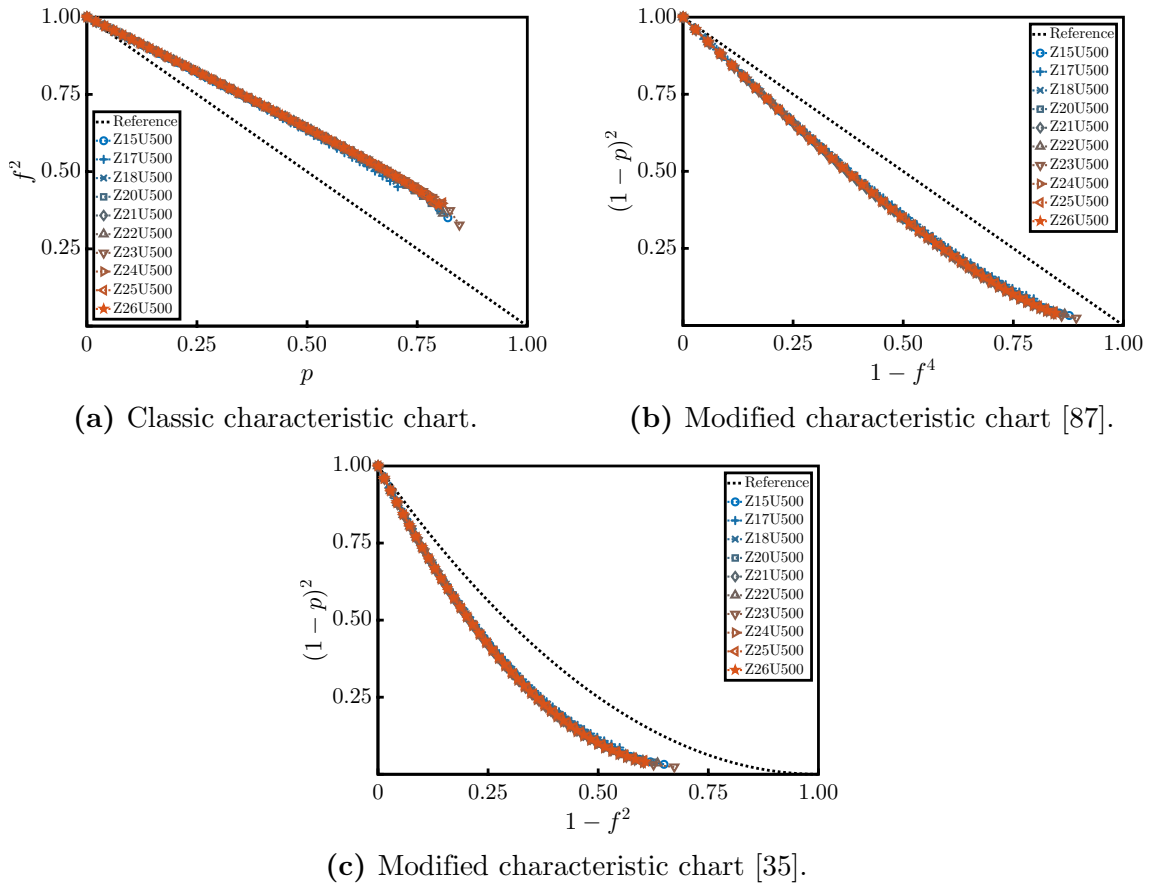 1.00
0.75
0.50
0.25
f²
Reference
Z15U500
Z17U500
Z18U500
Z20U500
Z21U500
Z22U500
Z23U500
Z24U500
Z25U500
Z26U500
0 0.25 0.50 0.75 1.00
p
(a) Classic characteristic chart.
1.00
0.75
0.50
0.25
(1 − p)²
Reference
Z15U500
Z17U500
Z18U500
Z20U500
Z21U500
Z22U500
Z23U500
Z24U500
Z25U500
Z26U500
0 0.25 0.50 0.75 1.00
1 − f⁴
(b) Modified characteristic chart [87].
1.00
0.75
0.50
0.25
(1 − p)²
Reference
Z15U500
Z17U500
Z18U500
Z20U500
Z21U500
Z22U500
Z23U500
Z24U500
Z25U500
Z26U500
0 0.25 0.50 0.75 1.00
1 − f²
(c) Modified characteristic chart [35].